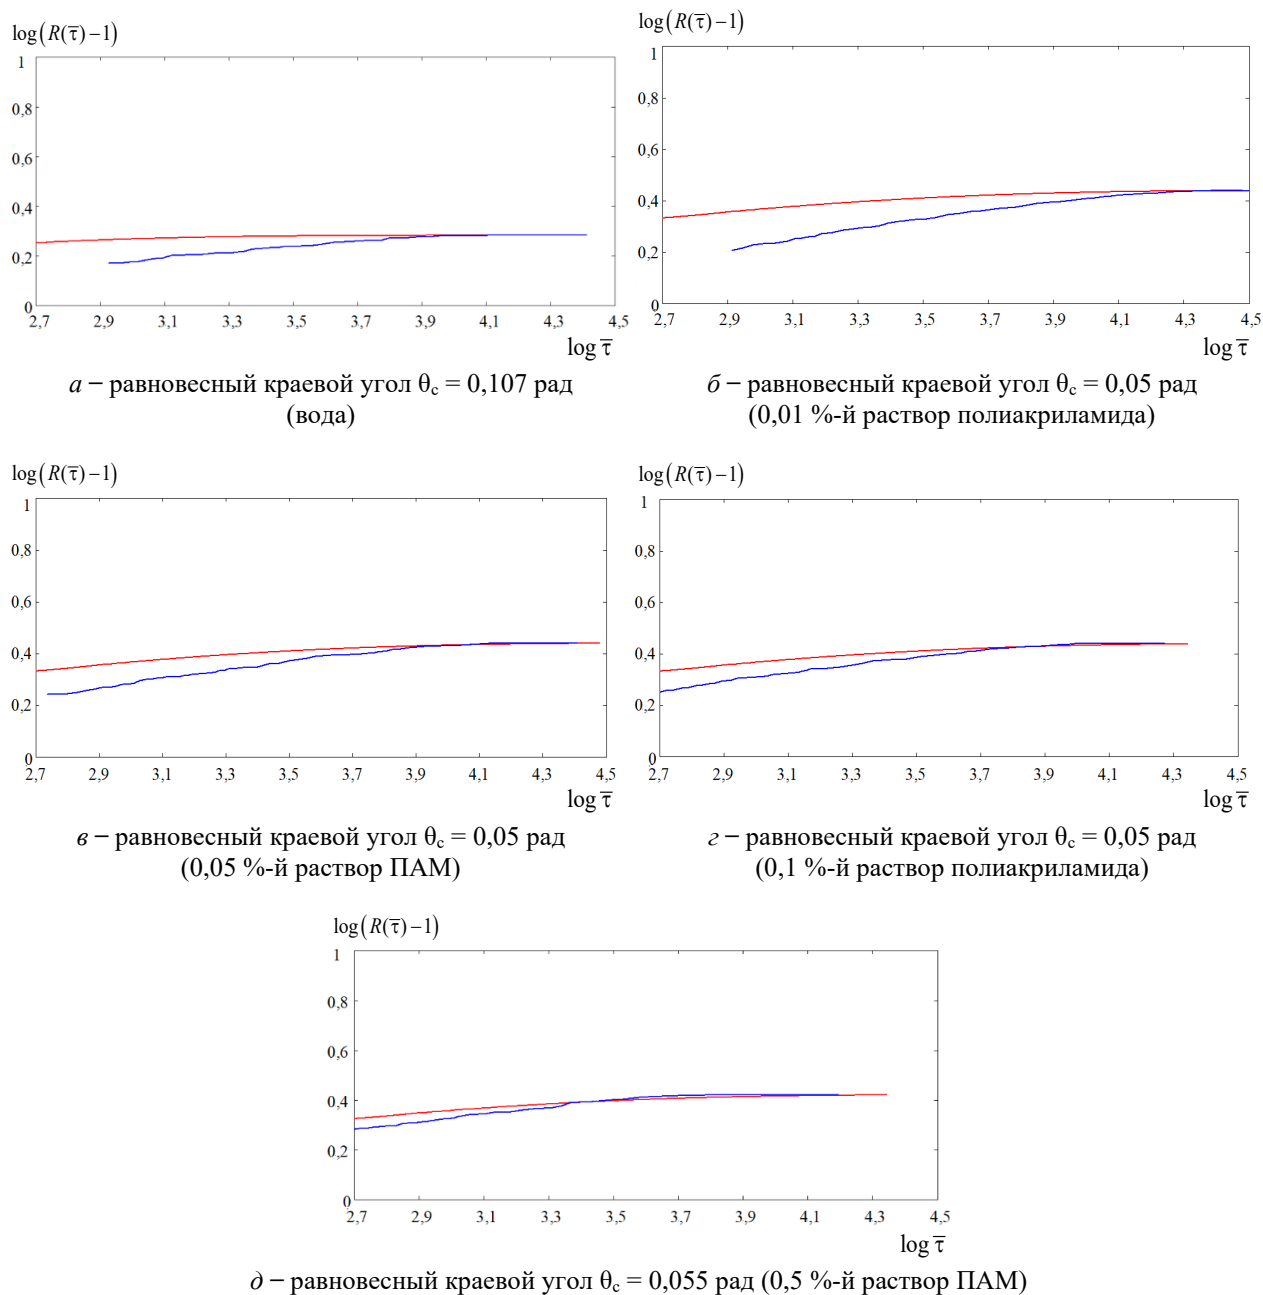 log(R(τ̅)−1)
1
0,8
0,6
0,4
0,2
0
2,7 2,9 3,1 3,3 3,5 3,7 3,9 4,1 4,3 4,5
log τ̅
а – равновесный краевой угол θc = 0,107 рад
(вода)
log(R(τ̅)−1)
1
0,8
0,6
0,4
0,2
0
2,7 2,9 3,1 3,3 3,5 3,7 3,9 4,1 4,3 4,5
log τ̅
б – равновесный краевой угол θc = 0,05 рад
(0,01 %-й раствор полиакриламида)
log(R(τ̅)−1)
1
0,8
0,6
0,4
0,2
0
2,7 2,9 3,1 3,3 3,5 3,7 3,9 4,1 4,3 4,5
log τ̅
в – равновесный краевой угол θc = 0,05 рад
(0,05 %-й раствор ПАМ)
log(R(τ̅)−1)
1
0,8
0,6
0,4
0,2
0
2,7 2,9 3,1 3,3 3,5 3,7 3,9 4,1 4,3 4,5
log τ̅
г – равновесный краевой угол θc = 0,05 рад
(0,1 %-й раствор полиакриламида)
log(R(τ̅)−1)
1
0,8
0,6
0,4
0,2
0
2,7 2,9 3,1 3,3 3,5 3,7 3,9 4,1 4,3 4,5
log τ̅
д – равновесный краевой угол θc = 0,055 рад (0,5 %-й раствор ПАМ)